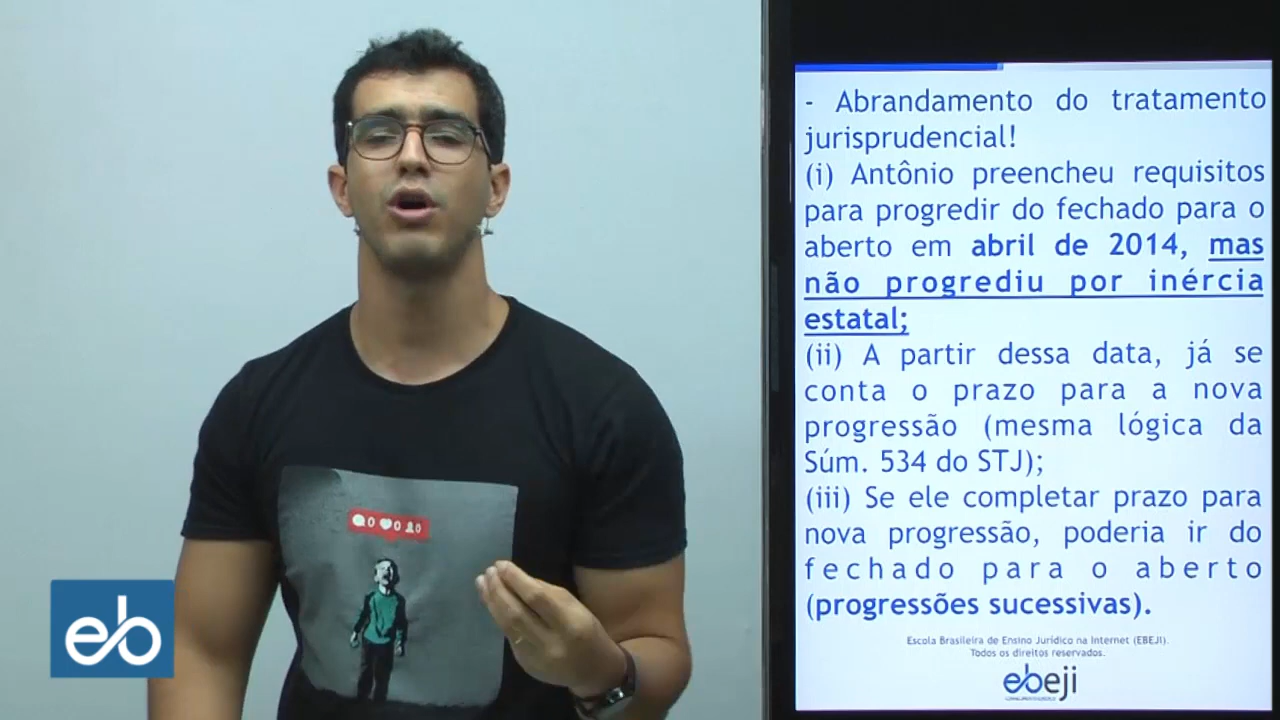 - Abrandamento do tratamento
jurisprudencial!
(i) Antônio preencheu requisitos
para progredir do fechado para o
aberto em abril de 2014, mas
não progrediu por inércia
estatal;
(ii) A partir dessa data, já se
conta o prazo para a nova
progressão (mesma lógica da
Súm. 534 do STJ);
(iii) Se ele completar prazo para
nova progressão, poderia ir do
fechado para o aberto
(progressões sucessivas).
Escola Brasileira de Ensino Jurídico na Internet (EBEJI).
Todos os direitos reservados.
ebeji
0 0 0
eb